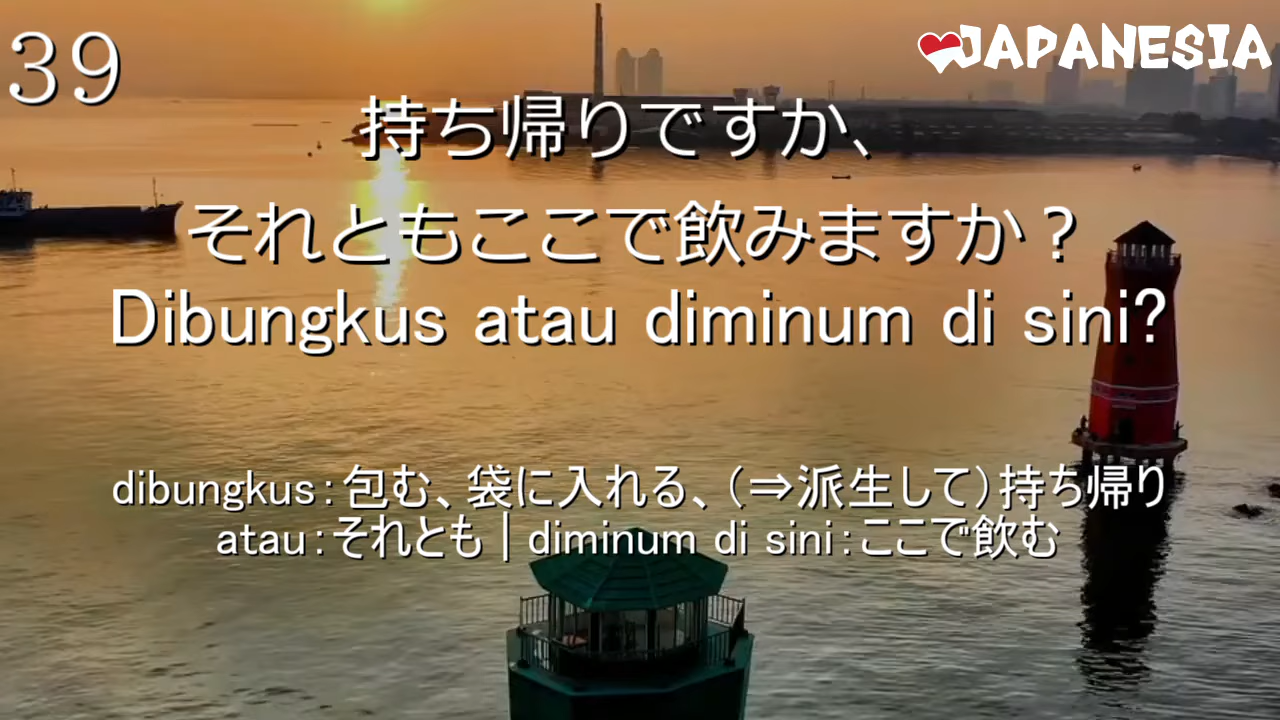 39
JAPANESIA
持ち帰りですか、
それともここで飲みますか？
Dibungkus atau diminum di sini?
dibungkus：包む、袋に入れる、（⇒派生して）持ち帰り
atau：それとも | diminum di sini：ここで飲む